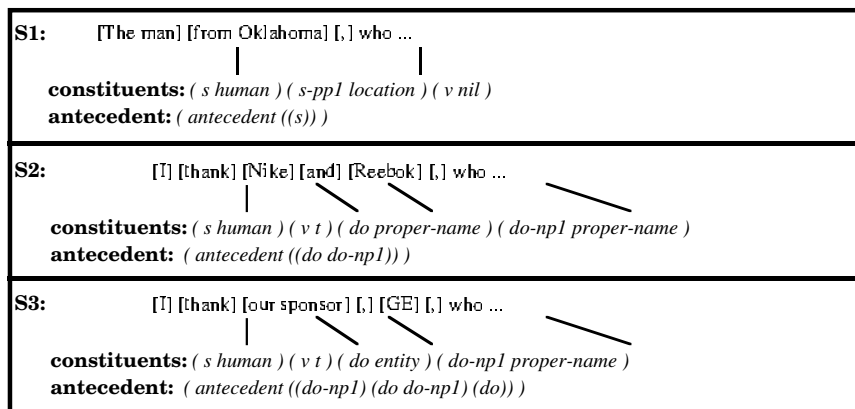 S1: [The man] [from Oklahoma] [,] who ...
constituents: ( s human ) ( s-pp1 location ) ( v nil )
antecedent: ( antecedent ((s)) )
S2: [I] [thank] [Nike] [and] [Reebok] [,] who ...
constituents: ( s human ) ( v t ) ( do proper-name ) ( do-np1 proper-name )
antecedent: ( antecedent ((do do-np1)) )
S3: [I] [thank] [our sponsor] [,] [GE] [,] who ...
constituents: ( s human ) ( v t ) ( do entity ) ( do-np1 proper-name )
antecedent: ( antecedent ((do-np1) (do do-np1) (do)) )